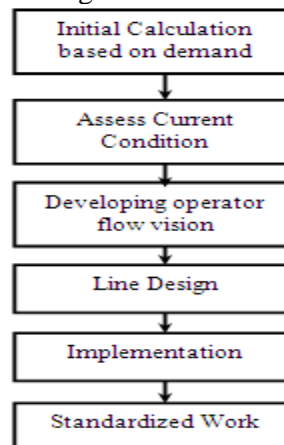 Initial Calculation
based on demand
Assess Current
Condition
Developing operator
flow vision
Line Design
Implementation
Standardized Work